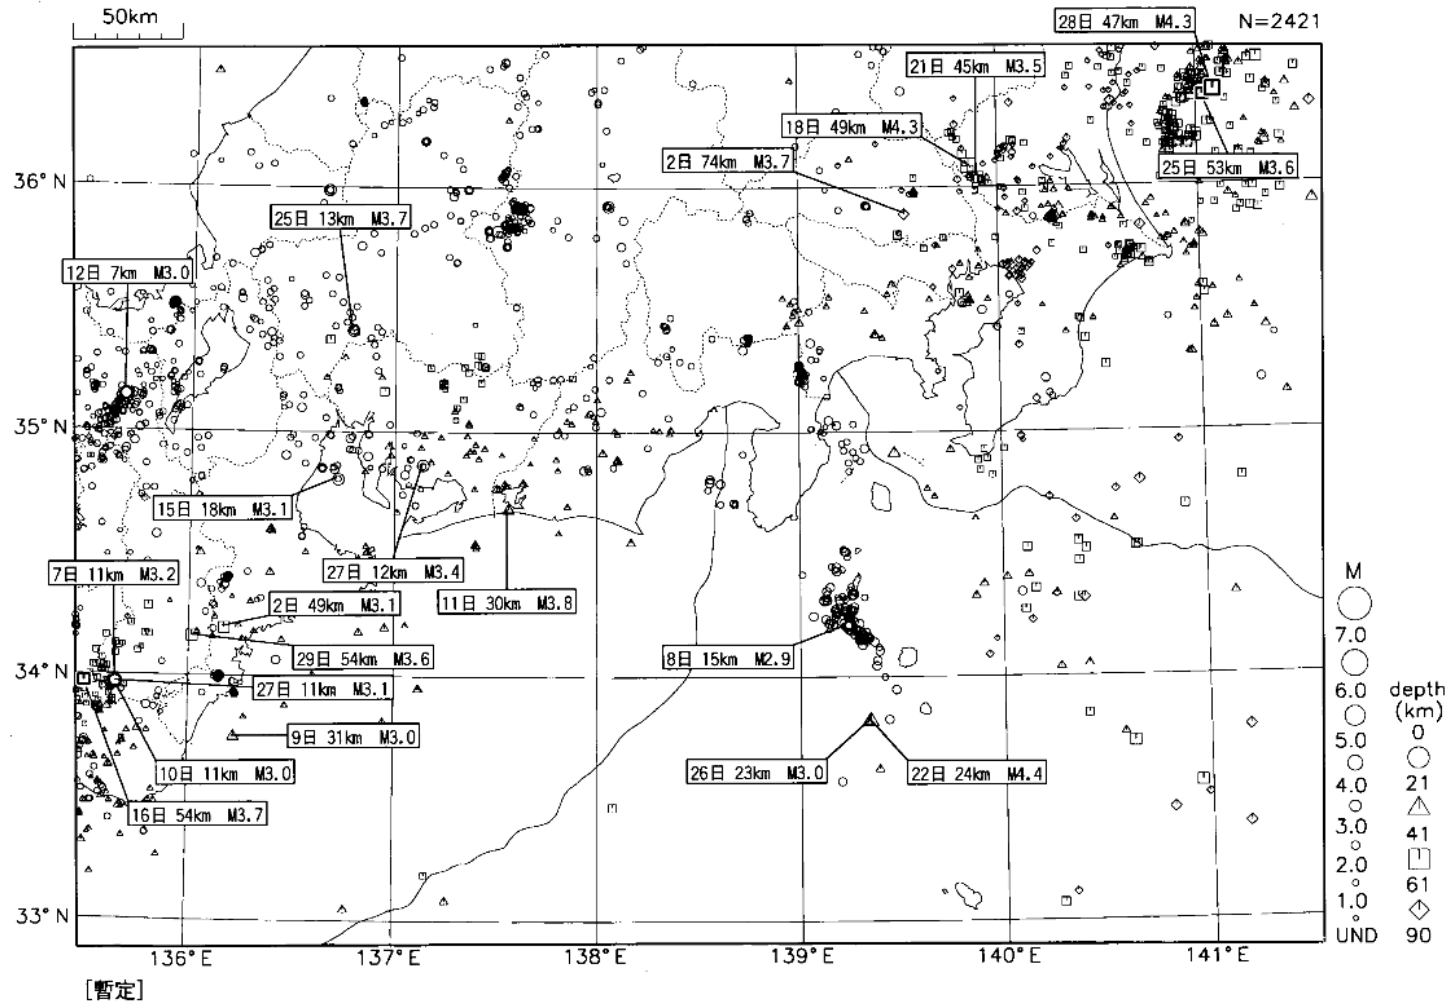 50km
28日 47km M4.3
N=2421
21日 45km M3.5
18日 49km M4.3
2日 74km M3.7
25日 53km M3.6
36°N
25日 13km M3.7
12日 7km M3.0
35°N
15日 18km M3.1
27日 12km M3.4
7日 11km M3.2
11日 30km M3.8
2日 49km M3.1
29日 54km M3.6
8日 15km M2.9
34°N
27日 11km M3.1
9日 31km M3.0
10日 11km M3.0
26日 23km M3.0
22日 24km M4.4
16日 54km M3.7
33°N
136°E
137°E
138°E
139°E
140°E
141°E
M
7.0
6.0
5.0
4.0
3.0
2.0
1.0
UND
depth
(km)
0
21
41
61
90
[暫定]